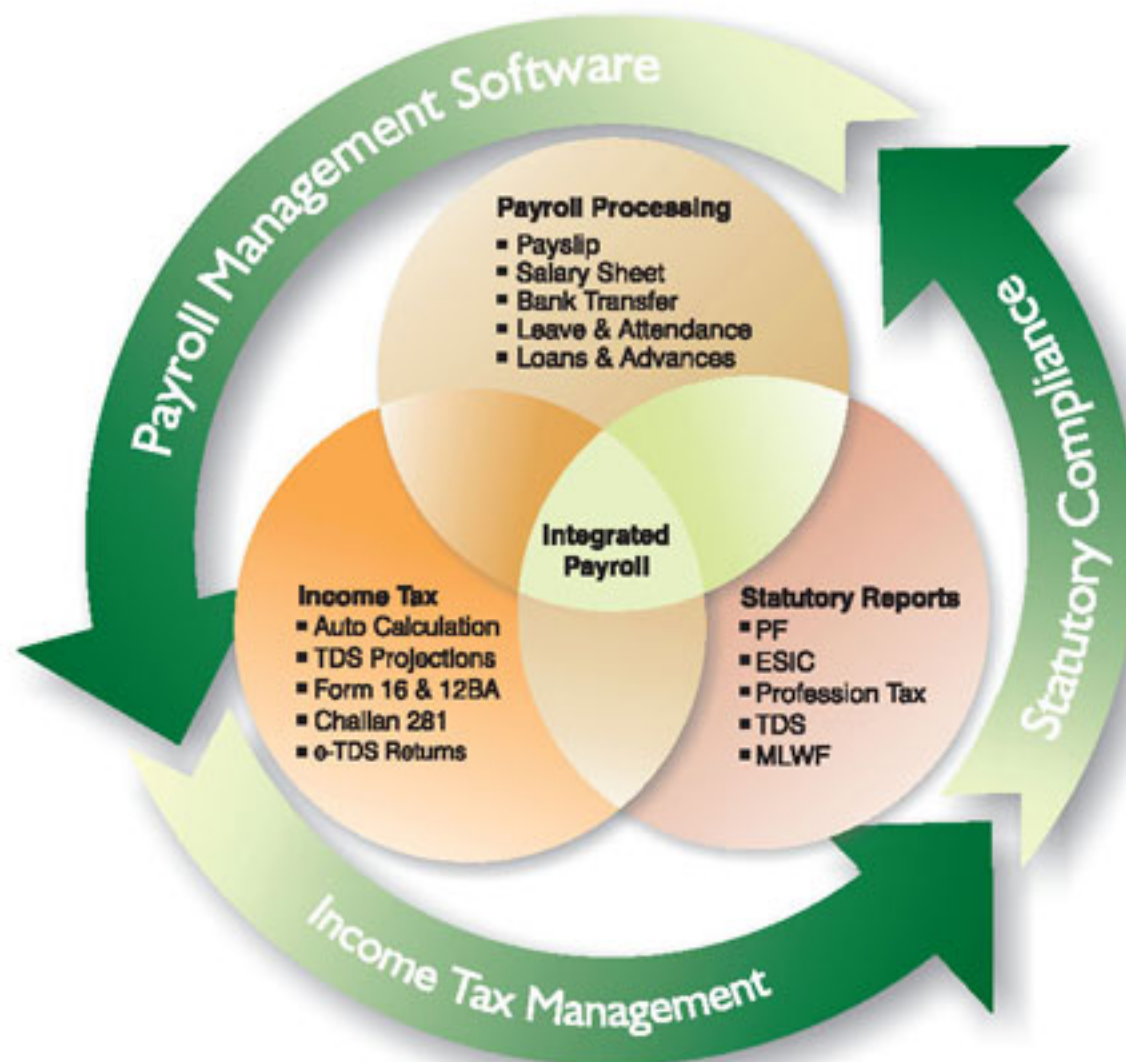 Payroll Management Software
Payroll Processing
▪ Payslip
▪ Salary Sheet
▪ Bank Transfer
▪ Leave & Attendance
▪ Loans & Advances
Statutory Compliance
Integrated
Payroll
Income Tax
▪ Auto Calculation
▪ TDS Projections
▪ Form 16 & 12BA
▪ Challan 281
▪ e-TDS Returns
Statutory Reports
▪ PF
▪ ESIC
▪ Profession Tax
▪ TDS
▪ MLWF
Income Tax Management